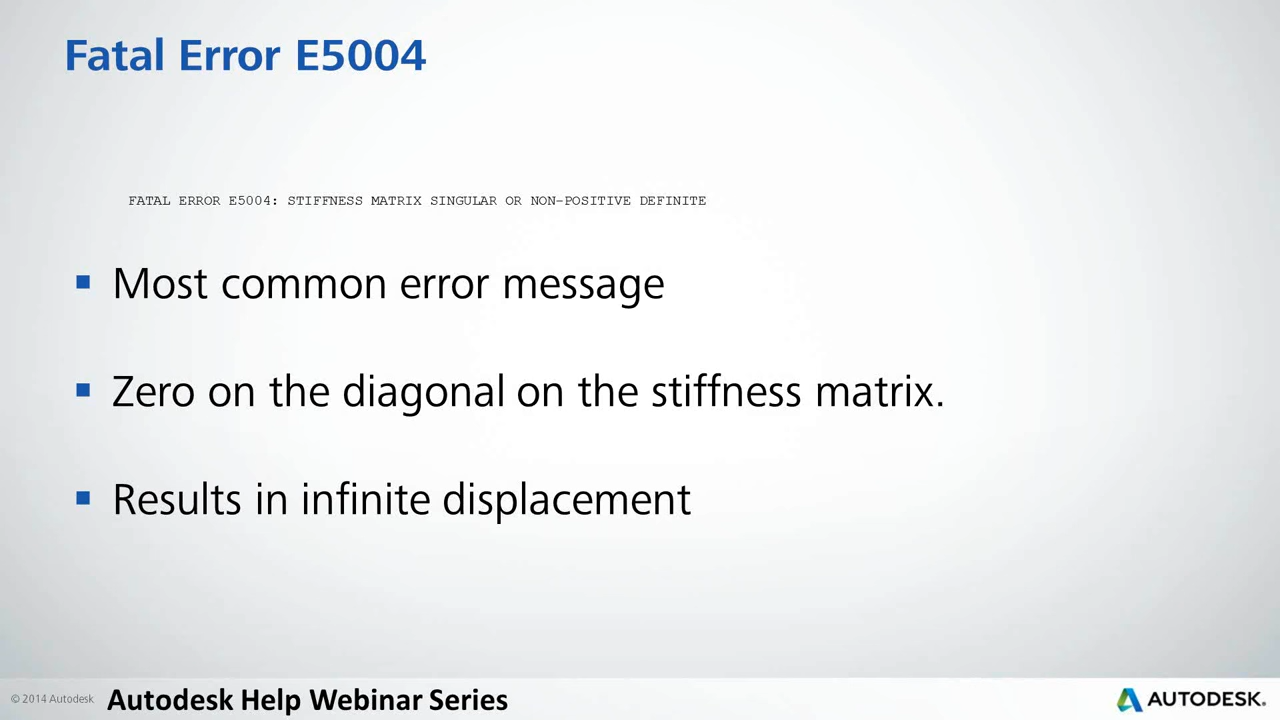 Fatal Error E5004
FATAL ERROR E5004: STIFFNESS MATRIX SINGULAR OR NON-POSITIVE DEFINITE
▪ Most common error message
▪ Zero on the diagonal on the stiffness matrix.
▪ Results in infinite displacement
© 2014 Autodesk Autodesk Help Webinar Series AUTODESK.